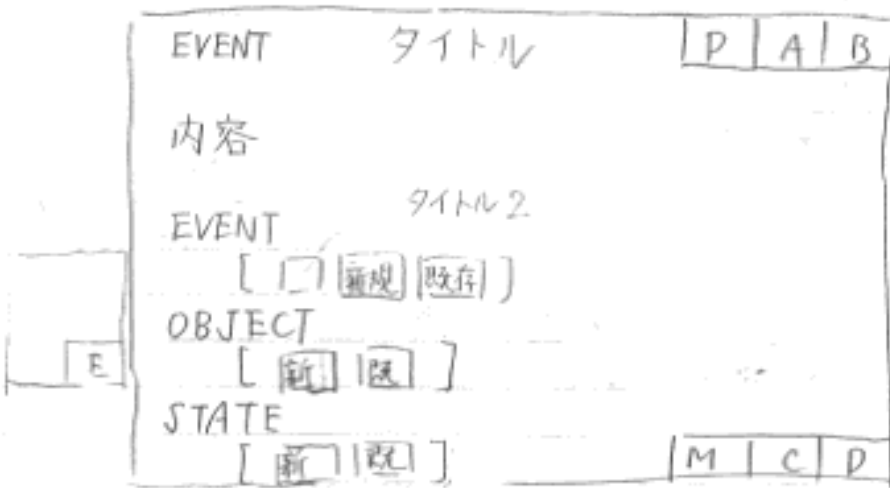 EVENT タイトル P A B
内容
タイトル2
EVENT
[ 新規 既存 ]
OBJECT
[ 新 既 ]
E
STATE
[ 新 既 ]
M C D